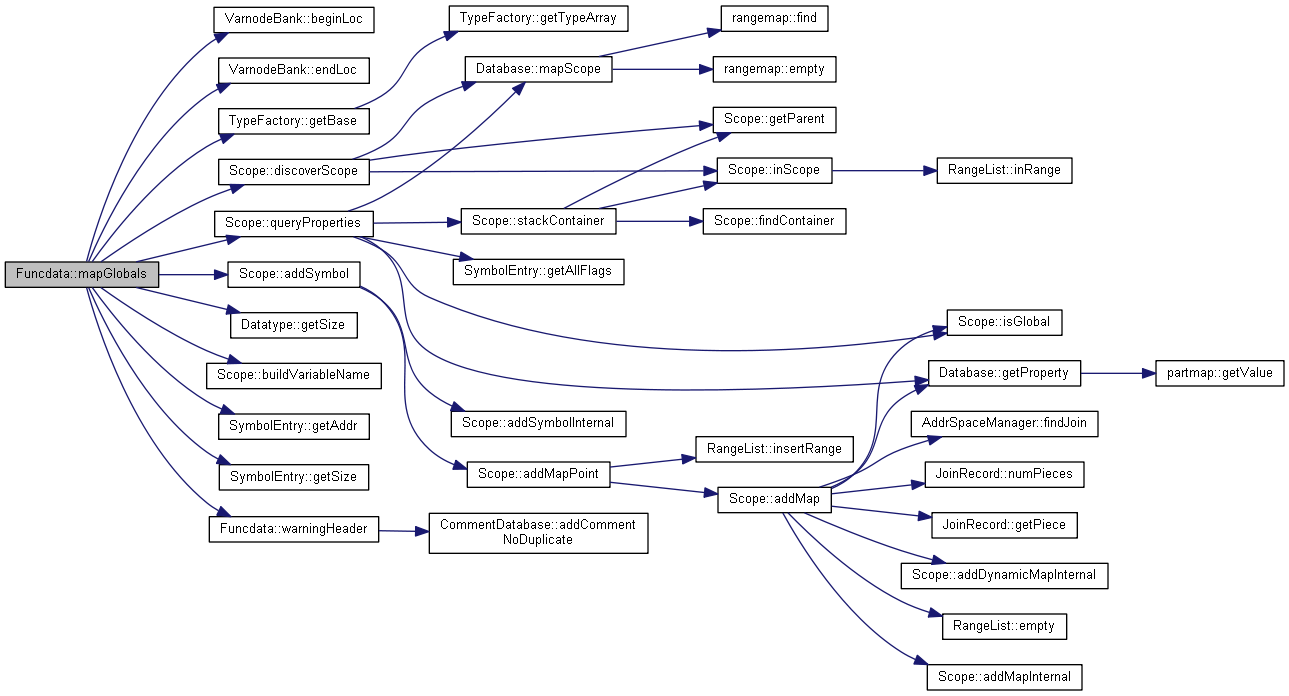 VarnodeBank::beginLoc
TypeFactory::getTypeArray
rangemap::find
VarnodeBank::endLoc
Database::mapScope
rangemap::empty
TypeFactory::getBase
Scope::getParent
Scope::discoverScope
Scope::inScope
RangeList::inRange
Scope::queryProperties
Scope::stackContainer
Scope::findContainer
Funcdata::mapGlobals
Scope::addSymbol
SymbolEntry::getAllFlags
Datatype::getSize
Scope::isGlobal
Scope::buildVariableName
Database::getProperty
partmap::getValue
SymbolEntry::getAddr
Scope::addSymbolInternal
AddrSpaceManager::findJoin
SymbolEntry::getSize
Scope::addMapPoint
RangeList::insertRange
JoinRecord::numPieces
Scope::addMap
Funcdata::warningHeader
CommentDatabase::addComment
NoDuplicate
JoinRecord::getPiece
Scope::addDynamicMapInternal
RangeList::empty
Scope::addMapInternal